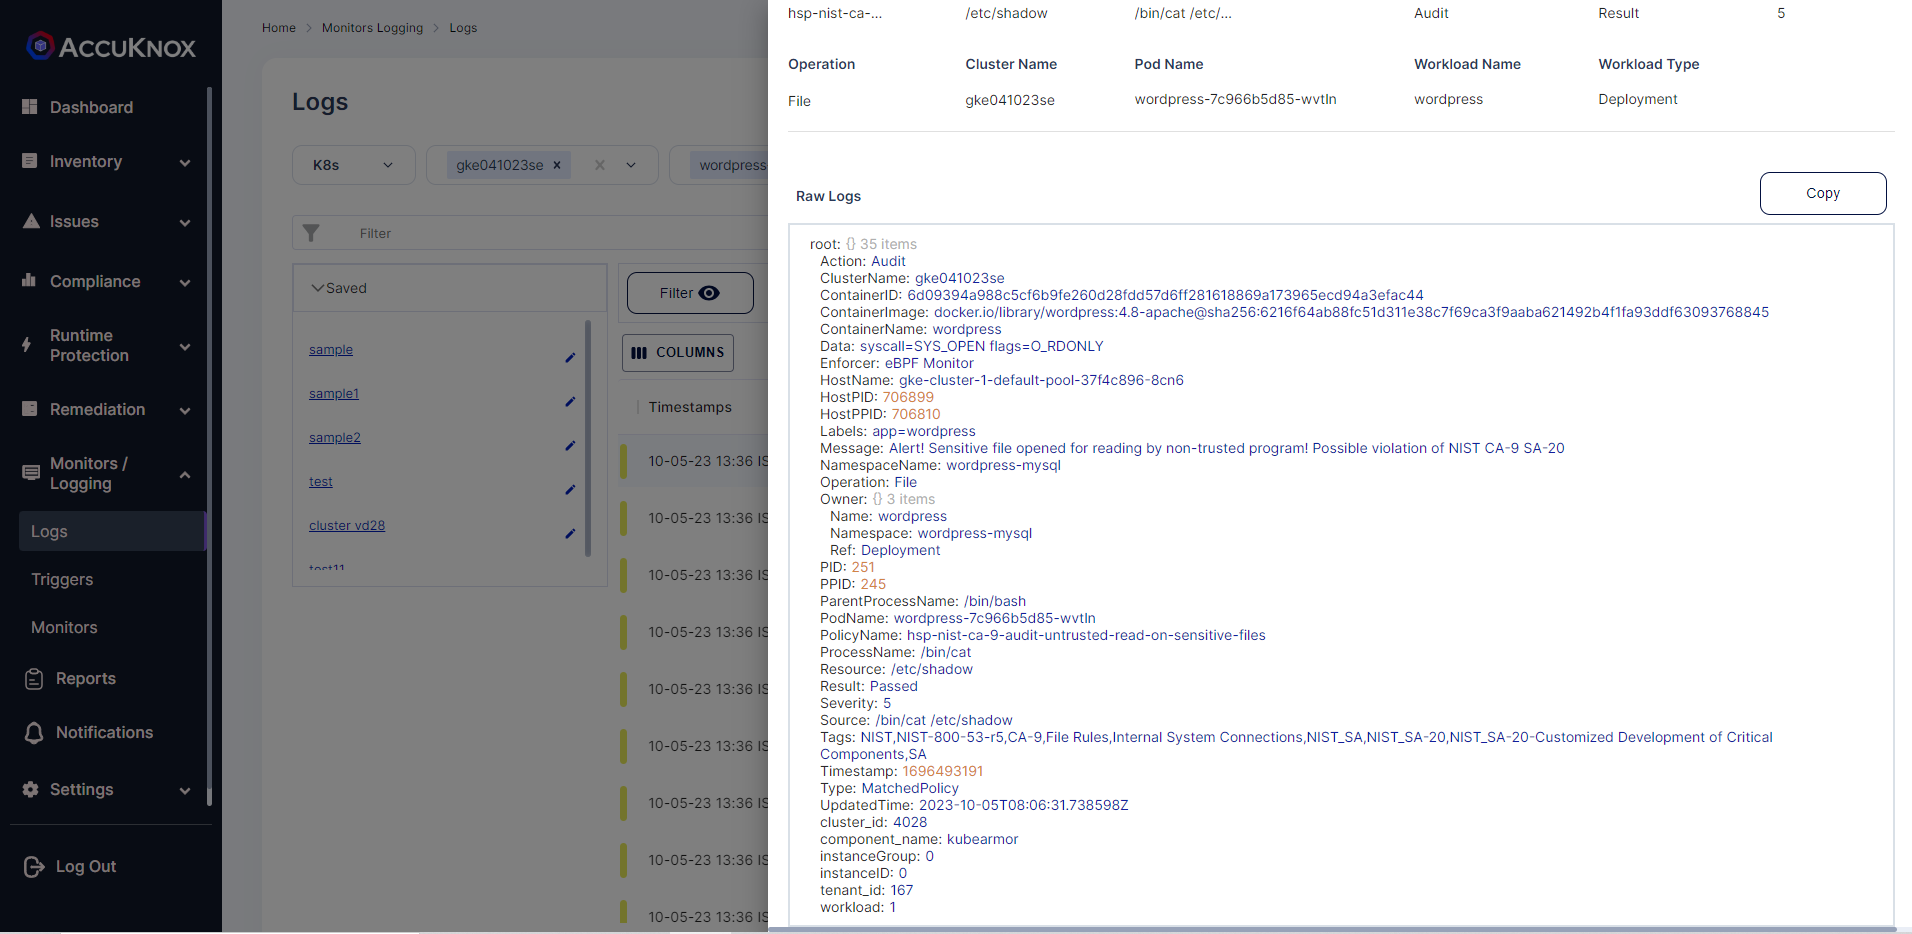 ACCUKNOX
Dashboard
Inventory
Issues
Compliance
Runtime
Protection
Remediation
Monitors /
Logging
Logs
Triggers
Monitors
Reports
Notifications
Settings
Log Out
Home > Monitors Logging > Logs
Logs
K8s
gke041023se ×
wordpress
Filter
Saved
sample
sample1
sample2
test
cluster vd28
test11
Filter
COLUMNS
Timestamps
10-05-23 13:36 IS
10-05-23 13:36 IS
10-05-23 13:36 IS
10-05-23 13:36 IS
10-05-23 13:36 IS
10-05-23 13:36 IS
10-05-23 13:36 IS
10-05-23 13:36 IS
10-05-23 13:36 IS
hsp-nist-ca-... /etc/shadow /bin/cat /etc/... Audit Result 5
Operation Cluster Name Pod Name Workload Name Workload Type
File gke041023se wordpress-7c966b5d85-wvtln wordpress Deployment
Raw Logs
Copy
root: {} 35 items
Action: Audit
ClusterName: gke041023se
ContainerID: 6d09394a988c5cf6b9fe260d28fdd57d6ff281618869a173965ecd94a3efac44
ContainerImage: docker.io/library/wordpress:4.8-apache@sha256:6216f64ab88fc51d311e38c7f69ca3f9aaba621492b4f1fa93ddf63093768845
ContainerName: wordpress
Data: syscall=SYS_OPEN flags=O_RDONLY
Enforcer: eBPF Monitor
HostName: gke-cluster-1-default-pool-37f4c896-8cn6
HostPID: 706899
HostPPID: 706810
Labels: app=wordpress
Message: Alert! Sensitive file opened for reading by non-trusted program! Possible violation of NIST CA-9 SA-20
NamespaceName: wordpress-mysql
Operation: File
Owner: {} 3 items
Name: wordpress
Namespace: wordpress-mysql
Ref: Deployment
PID: 251
PPID: 245
ParentProcessName: /bin/bash
PodName: wordpress-7c966b5d85-wvtln
PolicyName: hsp-nist-ca-9-audit-untrusted-read-on-sensitive-files
ProcessName: /bin/cat
Resource: /etc/shadow
Result: Passed
Severity: 5
Source: /bin/cat /etc/shadow
Tags: NIST,NIST-800-53-r5,CA-9,File Rules,Internal System Connections,NIST_SA,NIST_SA-20,NIST_SA-20-Customized Development of Critical
Components,SA
Timestamp: 1696493191
Type: MatchedPolicy
UpdatedTime: 2023-10-05T08:06:31.738598Z
cluster_id: 4028
component_name: kubearmor
instanceGroup: 0
instanceID: 0
tenant_id: 167
workload: 1